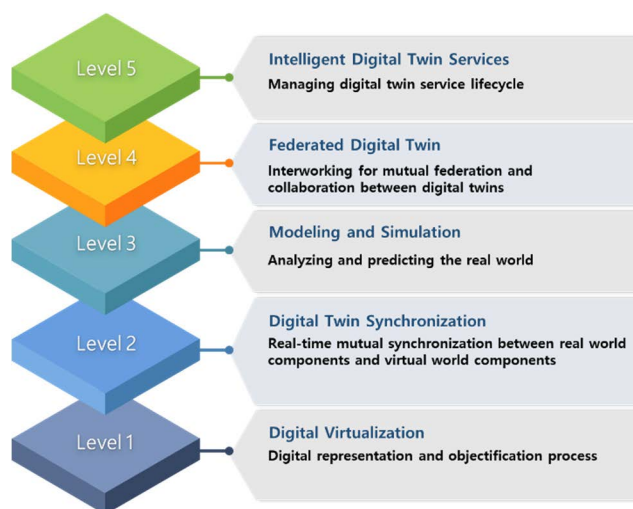 Level 5
Intelligent Digital Twin Services
Managing digital twin service lifecycle
Level 4
Federated Digital Twin
Interworking for mutual federation and
collaboration between digital twins
Level 3
Modeling and Simulation
Analyzing and predicting the real world
Level 2
Digital Twin Synchronization
Real-time mutual synchronization between real world
components and virtual world components
Level 1
Digital Virtualization
Digital representation and objectification process